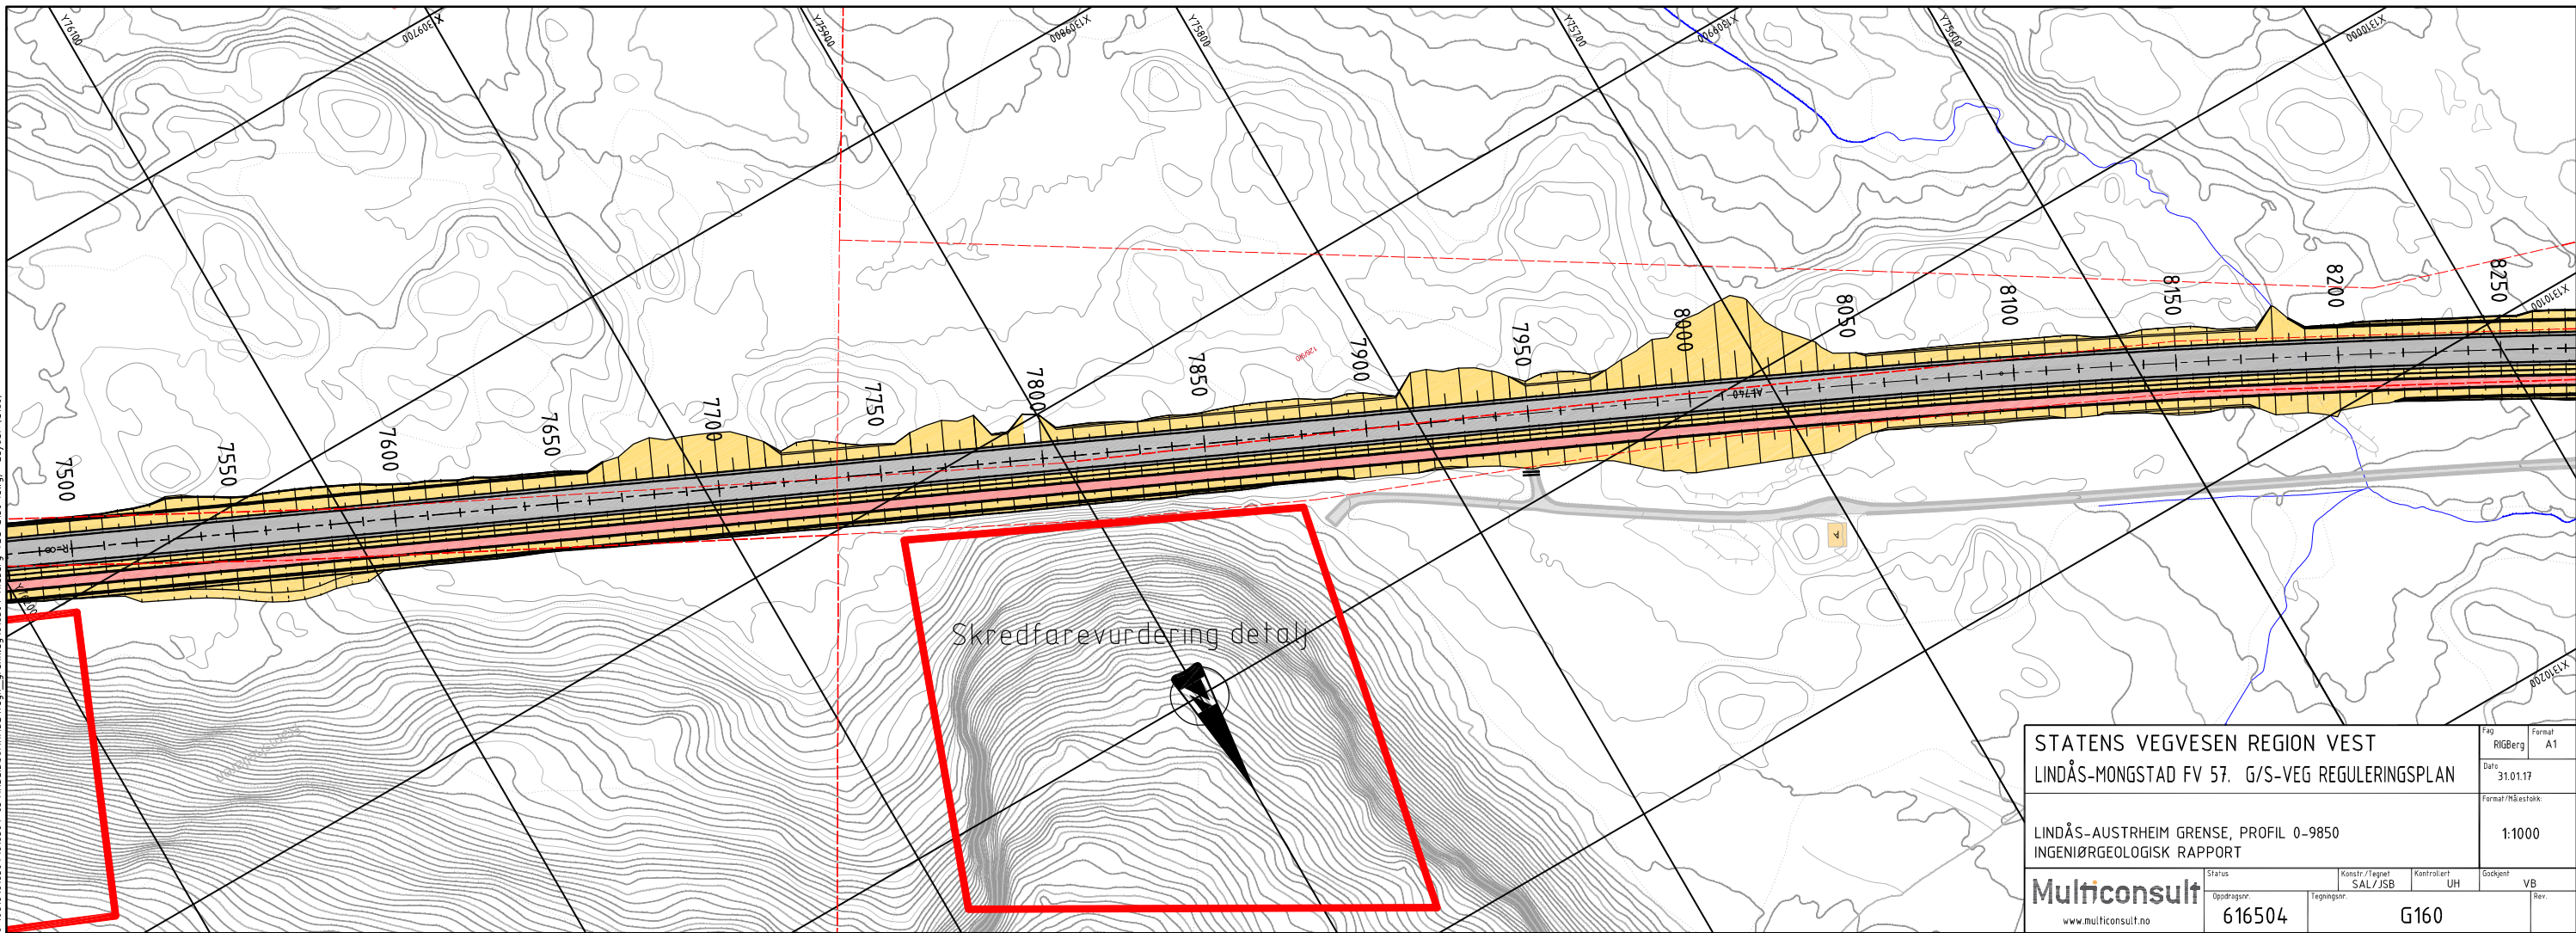 Y76100
X1309700
Y75900
X1309800
Y75800
Y75700
X1309900
Y75600
X1310000
X1310100
X1310200
7500
7550
7600
7650
7700
7750
7800
7850
7900
7950
8000
8050
8100
8150
8200
8250
AL740
Skredfarevurdering detalj
STATENS VEGVESEN REGION VEST
LINDÅS-MONGSTAD FV 57. G/S-VEG REGULERINGSPLAN
LINDÅS-AUSTRHEIM GRENSE, PROFIL 0-9850
INGENIØRGEOLOGISK RAPPORT
Fag
RIGBerg
Format
A1
Dato
31.01.17
Format/Målestokk:
1:1000
Multiconsult
www.multiconsult.no
Status
Konstr./Tegnet
SAL/JSB
Kontrollert
UH
Godkjent
VB
Oppdragsnr.
616504
Tegningsnr.
G160
Rev.